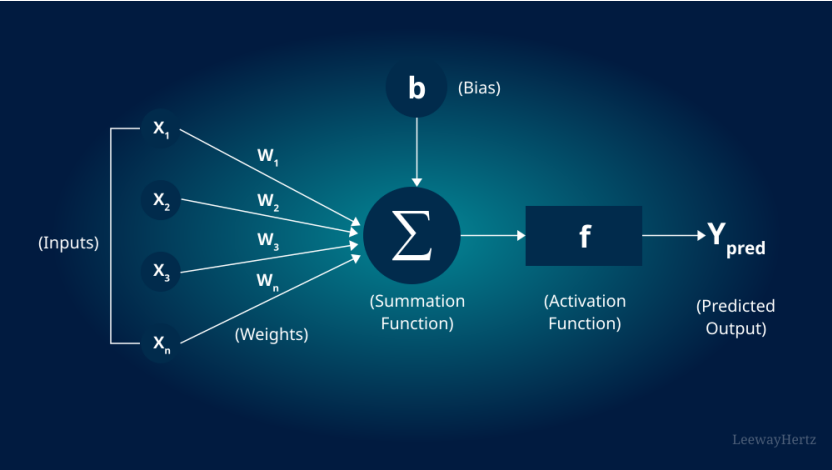 b
(Bias)
X1
W1
X2
W2
(Inputs)
W3
X3
Wn
Xn
(Weights)
∑
(Summation
Function)
f
(Activation
Function)
Ypred
(Predicted
Output)
LeewayHertz